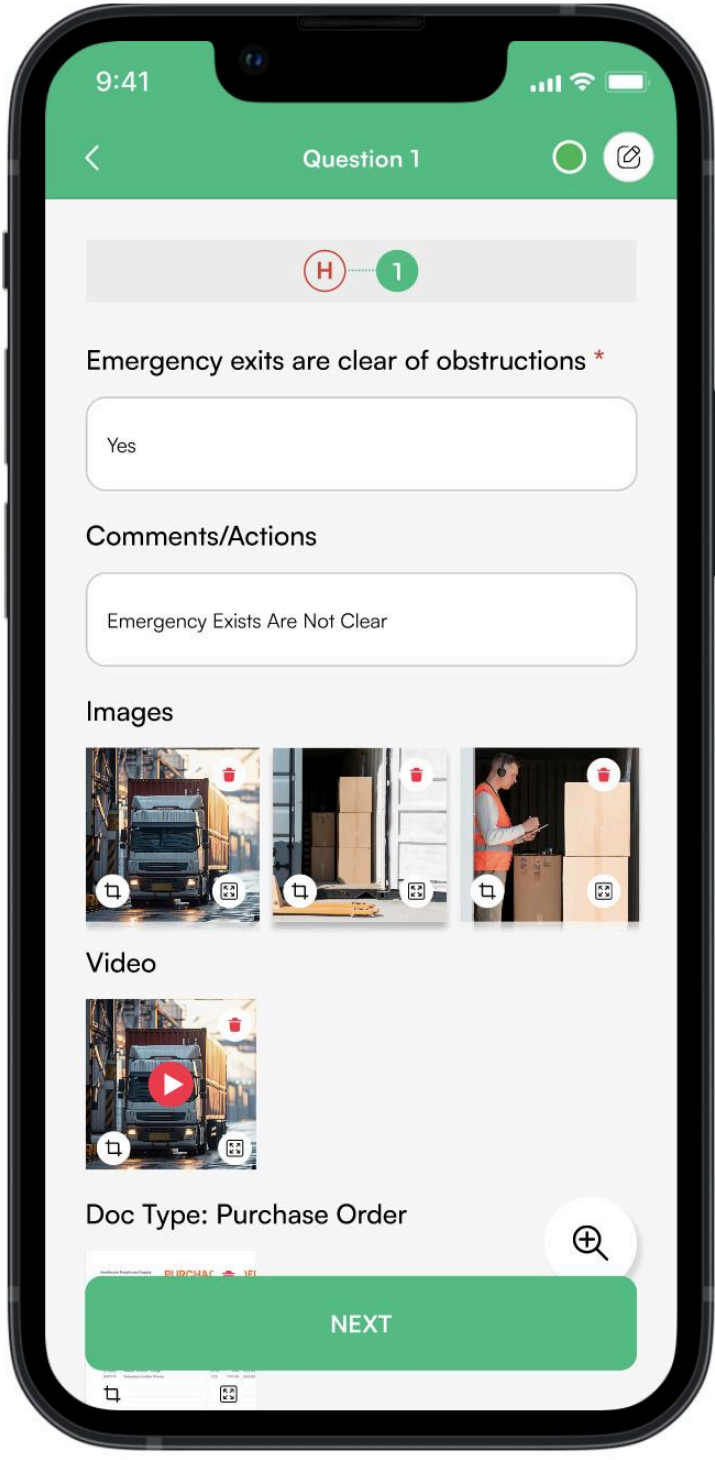 9:41
Question 1
H 1
Emergency exits are clear of obstructions *
Yes
Comments/Actions
Emergency Exists Are Not Clear
Images
Video
Doc Type: Purchase Order
NEXT